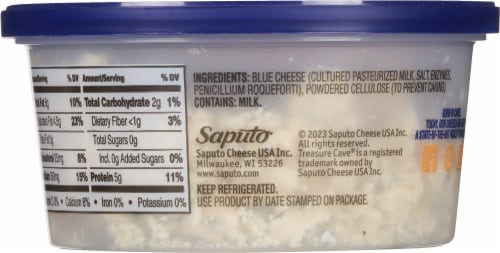 % DV Amount/Serving % DV
10% Total Carbohydrate 2g 1%
23% Dietary Fiber <1g 3%
Total Sugars 0g
8% Incl. 0g Added Sugars 0%
15% Protein 5g 11%
• Calcium 8% • Iron 0% • Potassium 0%
INGREDIENTS: BLUE CHEESE (CULTURED PASTEURIZED MILK, SALT, ENZYMES,
PENICILLIUM ROQUEFORTI), POWDERED CELLULOSE (TO PREVENT CAKING).
CONTAINS: MILK.
Saputo
Saputo Cheese USA Inc.
Milwaukee, WI 53226
www.saputo.com
© 2023 Saputo Cheese USA Inc.
All rights reserved.
Treasure Cave® is a registered
trademark owned by
Saputo Cheese USA Inc.
KEEP REFRIGERATED.
USE PRODUCT BY DATE STAMPED ON PACKAGE.